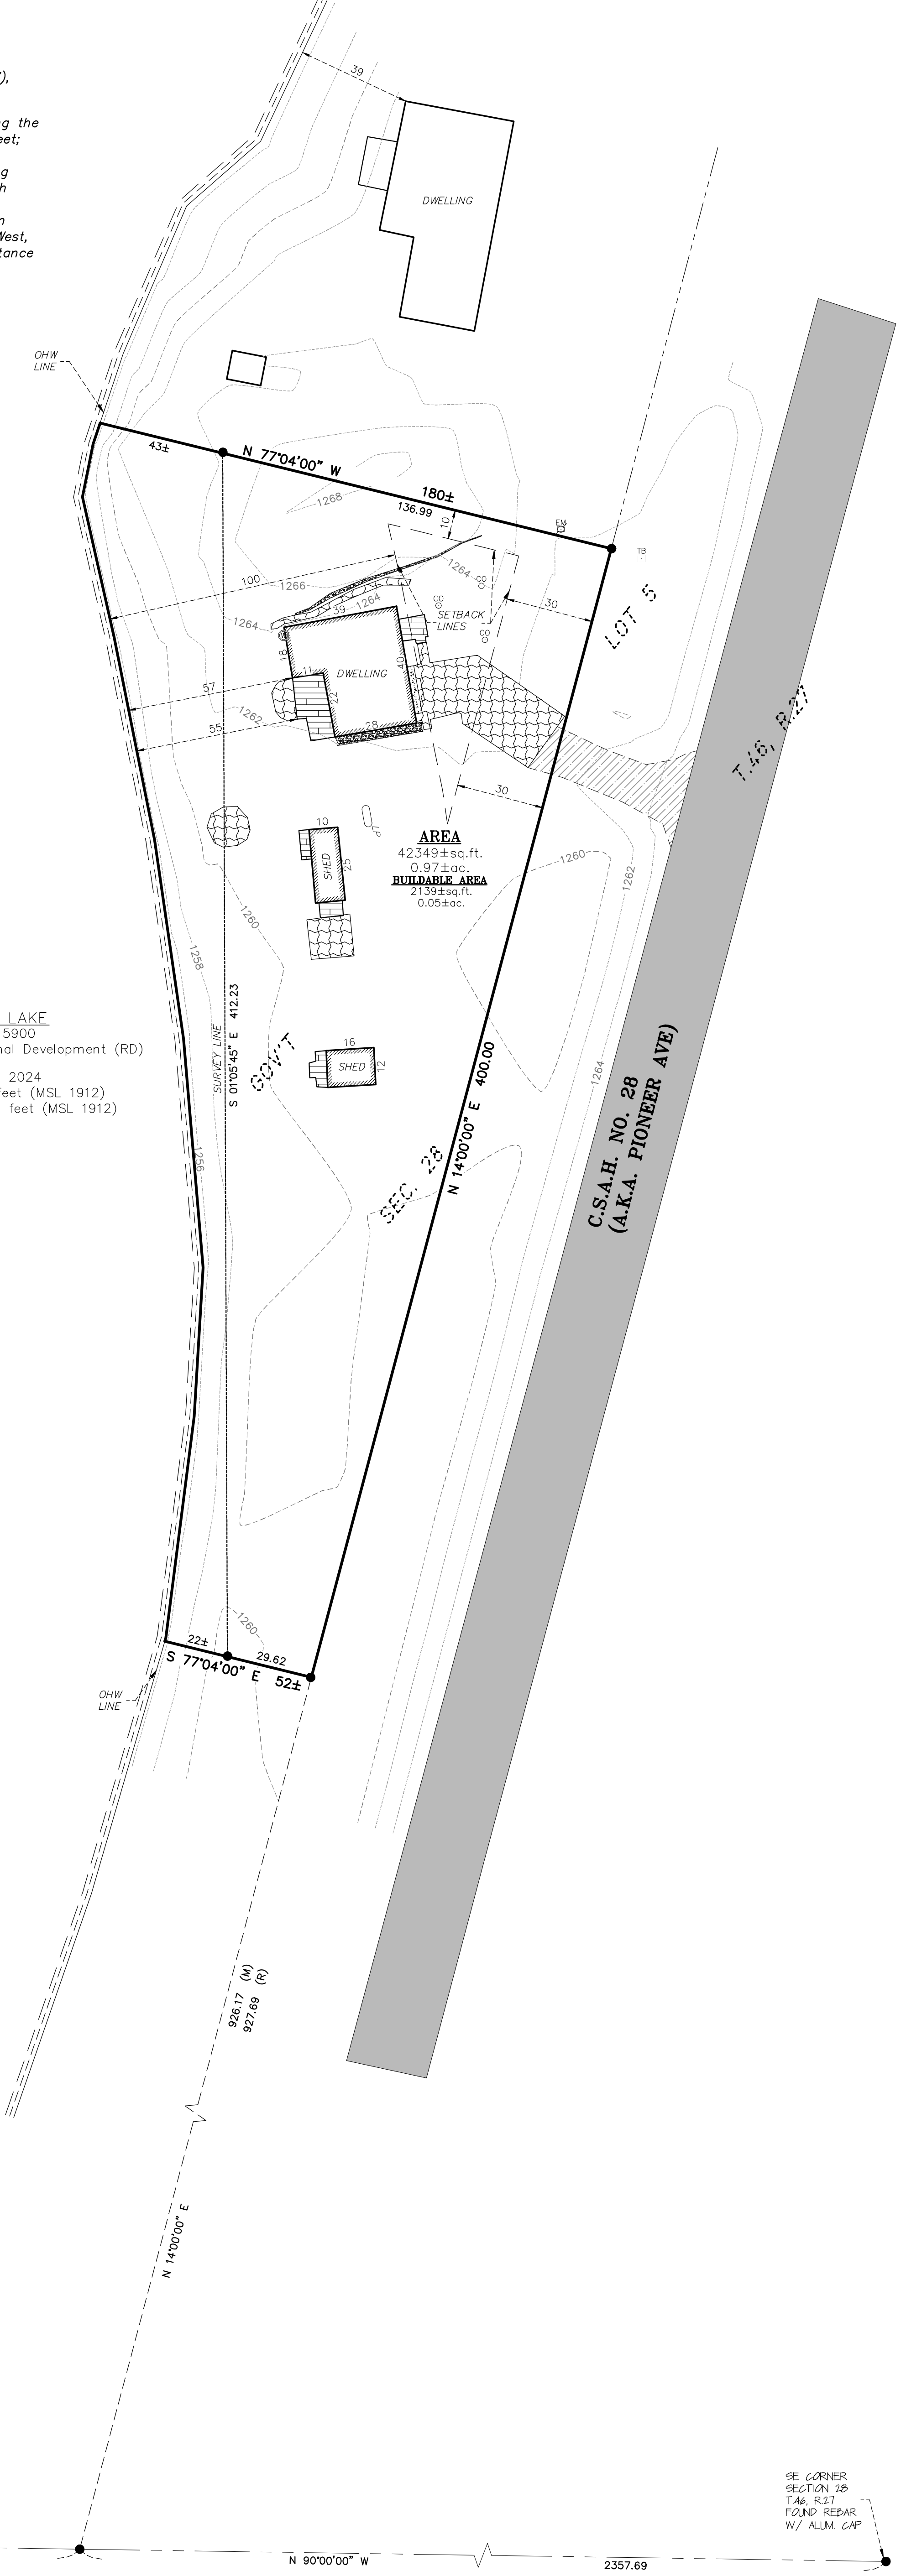 ),
ng the
eet;
g
h
n
West,
tance
39
DWELLING
OHW
LINE
43±
N 77°04'00" W
180±
136.99
10
EM
TB
1268
1266
1264
1264
1264
1262
100
39
18
11
22
28
40
DWELLING
CO
CO
CO
SETBACK
LINES
30
30
57
55
LOT 5
T.46, R.27
AREA
42349±sq.ft.
0.97±ac.
BUILDABLE AREA
2139±sq.ft.
0.05±ac.
LP
10
SHED
25
1260
1262
1260
1258
LAKE
5900
nal Development (RD)
2024
feet (MSL 1912)
feet (MSL 1912)
SURVEY LINE
S 01°05'45" E 412.23
GOV'T
16
SHED
12
1264
1256
SEC. 28
N 14°00'00" E 400.00
C.S.A.H. NO. 28
(A.K.A. PIONEER AVE)
1260
22±
29.62
S 77°04'00" E 52±
OHW
LINE
926.17 (M)
927.69 (R)
N 14°00'00" E
SE CORNER
SECTION 28
T.46, R.27
FOUND REBAR
W/ ALUM. CAP
N 90°00'00" W
2357.69